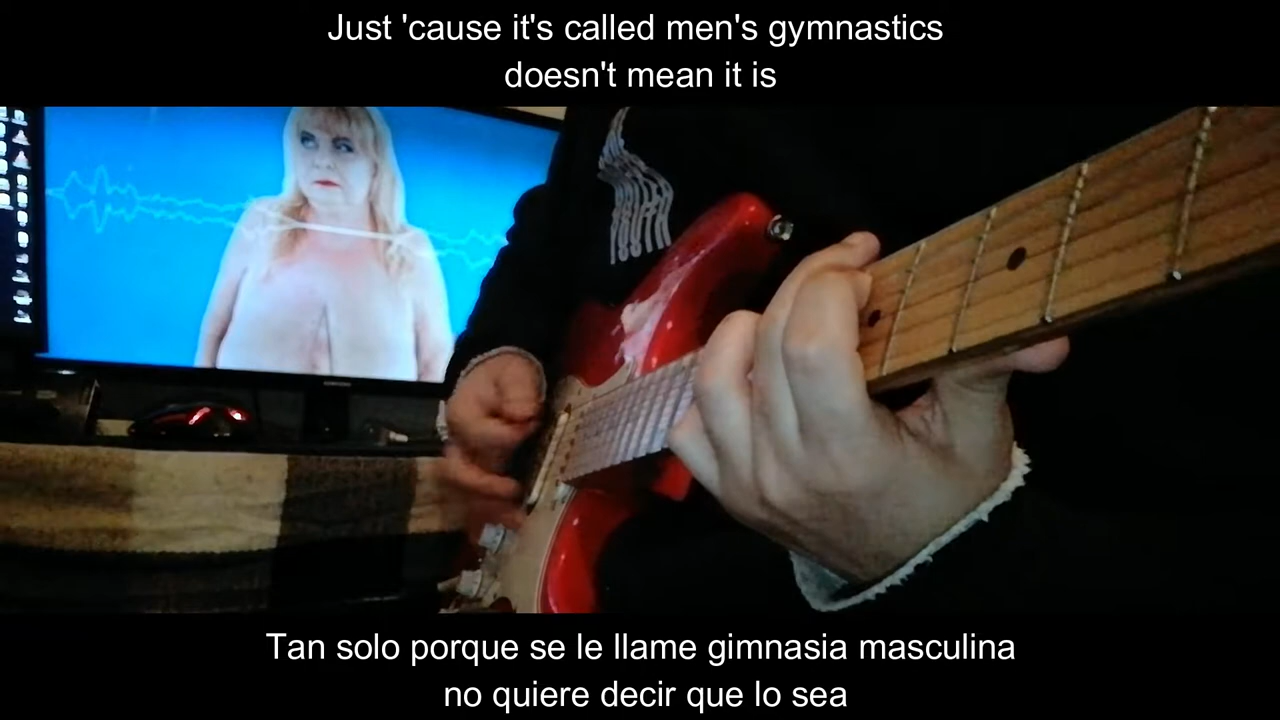 Just 'cause it's called men's gymnastics
doesn't mean it is
SAMSUNG
Tan solo porque se le llame gimnasia masculina
no quiere decir que lo sea